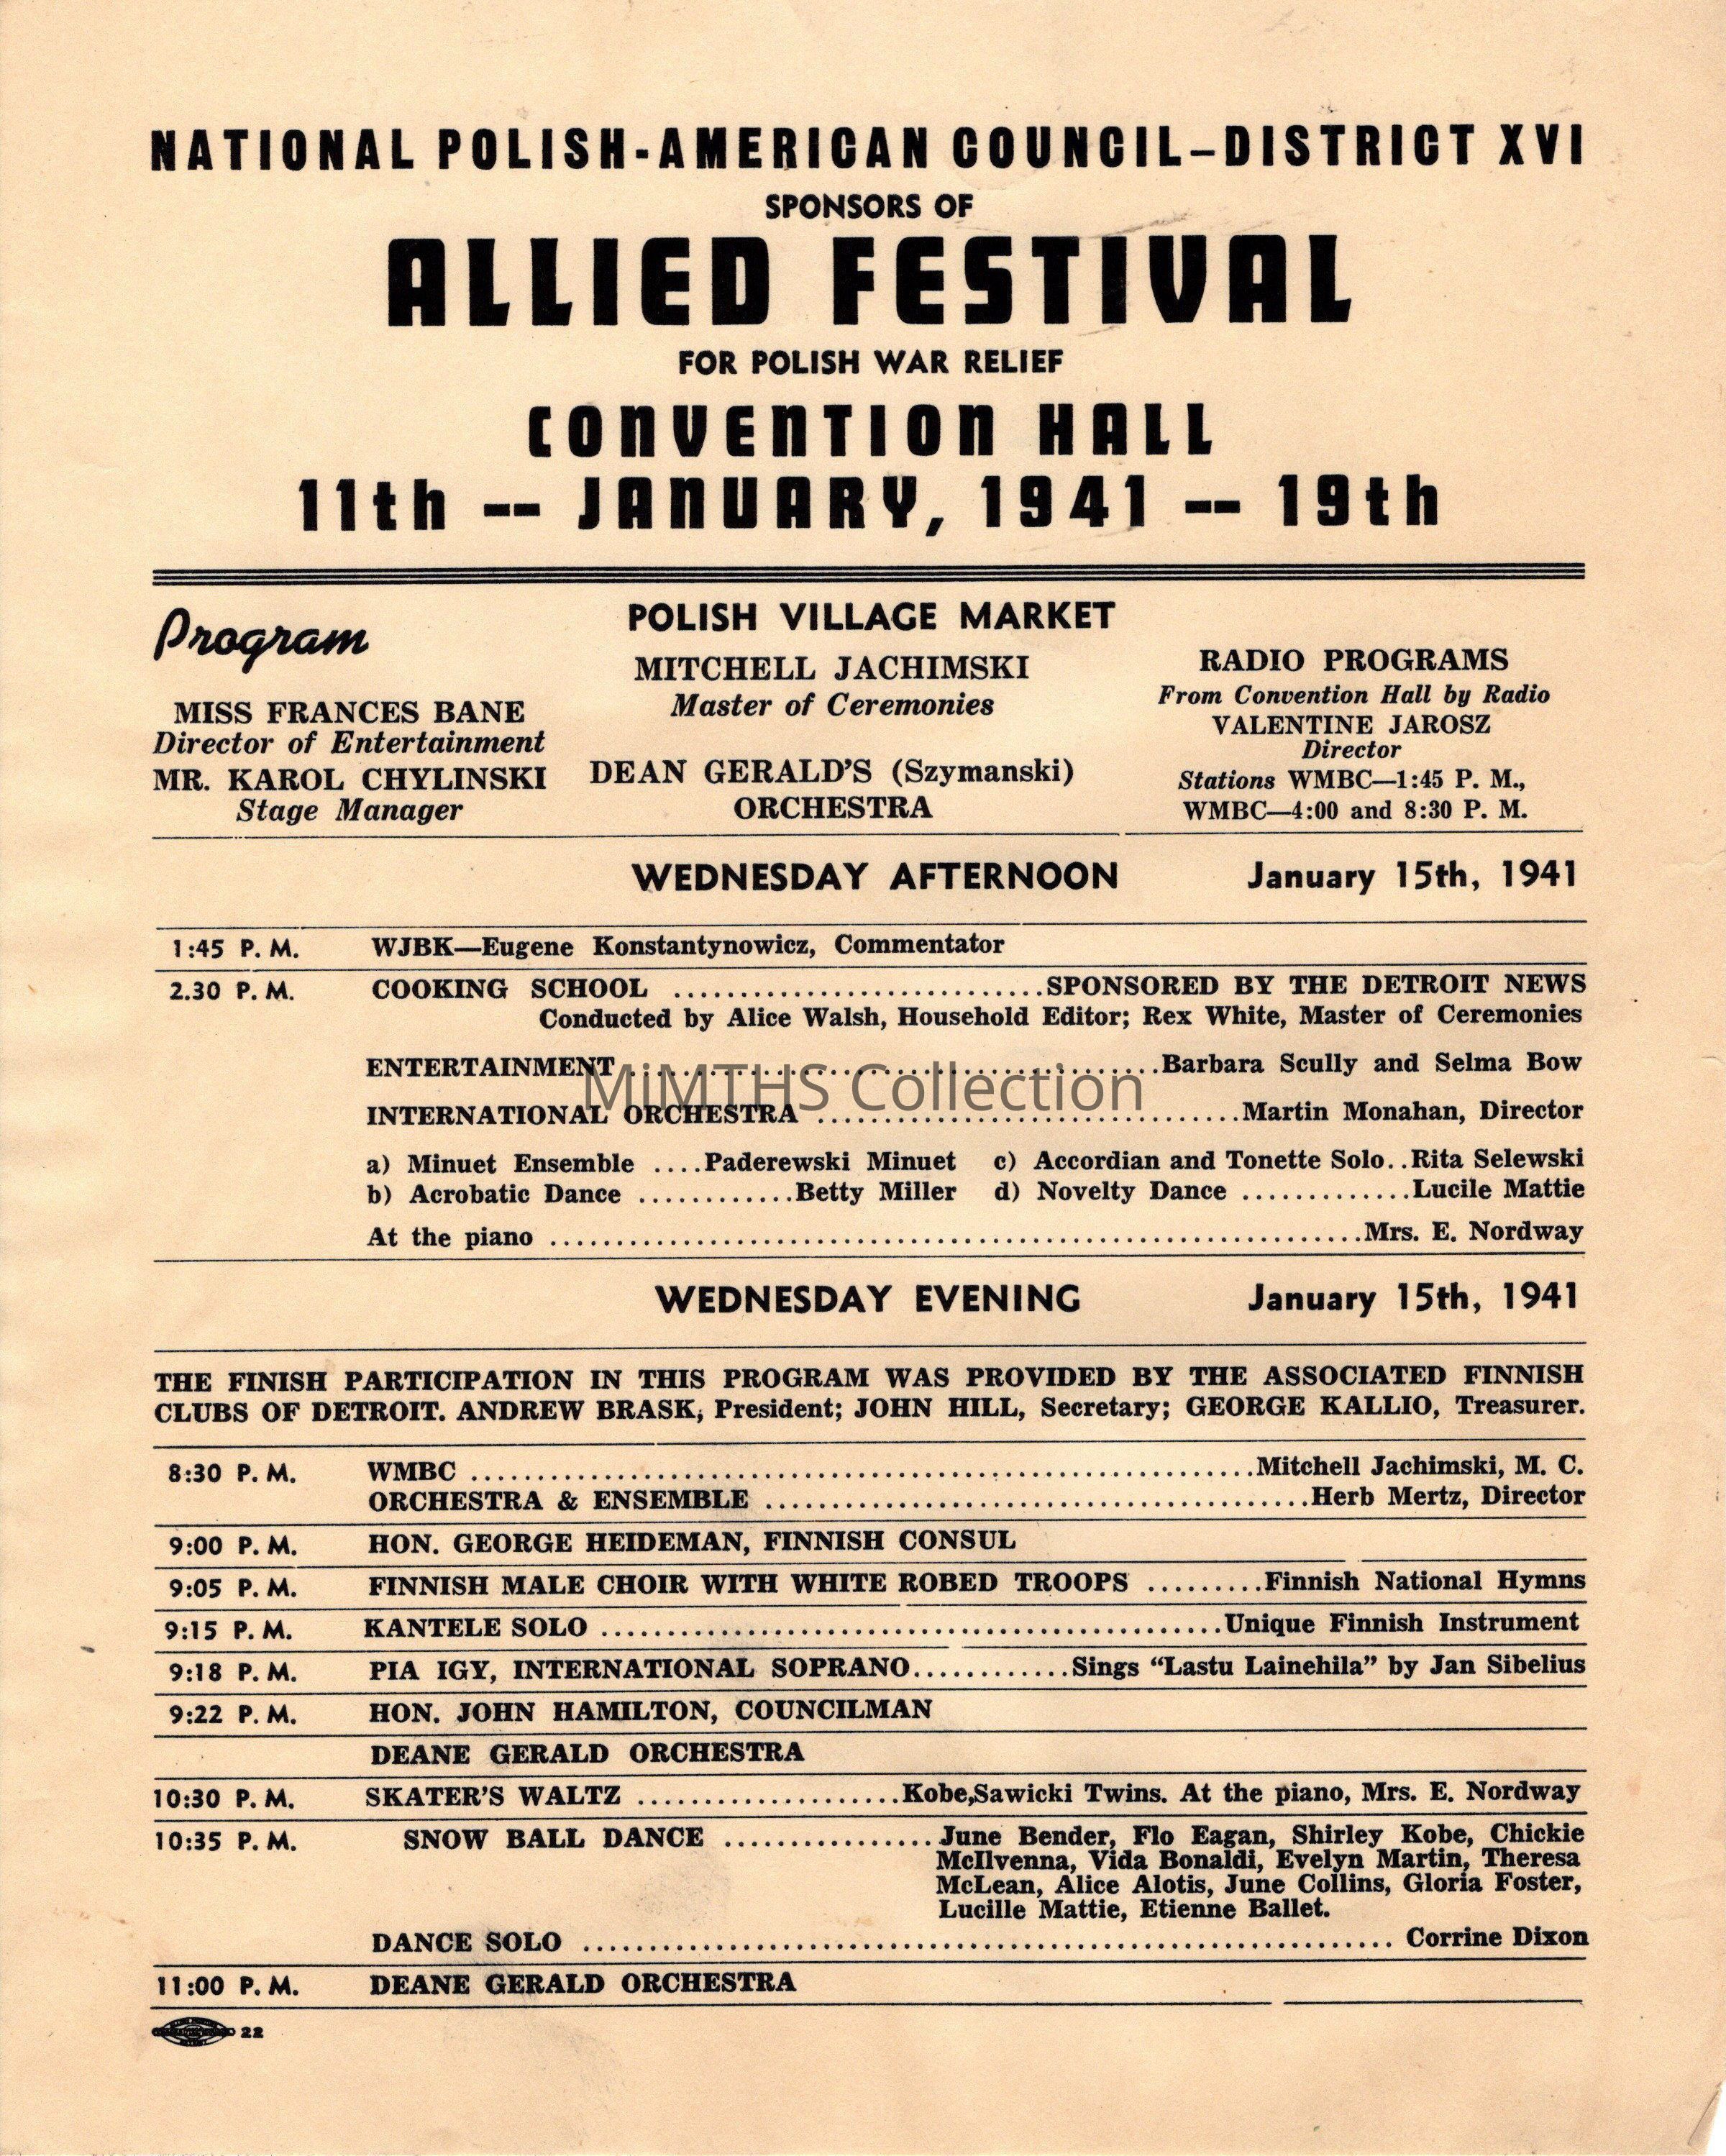 NATIONAL POLISH-AMERICAN COUNCIL–DISTRICT XVI
SPONSORS OF
ALLIED FESTIVAL
FOR POLISH WAR RELIEF
CONVENTION HALL
11th -- JANUARY, 1941 -- 19th
Program
POLISH VILLAGE MARKET
MISS FRANCES BANE
Director of Entertainment
MR. KAROL CHYLINSKI
Stage Manager
MITCHELL JACHIMSKI
Master of Ceremonies
DEAN GERALD'S (Szymanski)
ORCHESTRA
RADIO PROGRAMS
From Convention Hall by Radio
VALENTINE JAROSZ
Director
Stations WMBC—1:45 P. M.,
WMBC—4:00 and 8:30 P. M.
WEDNESDAY AFTERNOON January 15th, 1941
1:45 P. M. WJBK—Eugene Konstantynowicz, Commentator
2.30 P. M. COOKING SCHOOL ............................SPONSORED BY THE DETROIT NEWS
Conducted by Alice Walsh, Household Editor; Rex White, Master of Ceremonies
ENTERTAINMENT ........................................Barbara Scully and Selma Bow
MiMTHS Collection
INTERNATIONAL ORCHESTRA ................................Martin Monahan, Director
a) Minuet Ensemble ....Paderewski Minuet c) Accordian and Tonette Solo..Rita Selewski
b) Acrobatic Dance ............Betty Miller d) Novelty Dance .............Lucile Mattie
At the piano ..............................................................Mrs. E. Nordway
WEDNESDAY EVENING January 15th, 1941
THE FINISH PARTICIPATION IN THIS PROGRAM WAS PROVIDED BY THE ASSOCIATED FINNISH
CLUBS OF DETROIT. ANDREW BRASK, President; JOHN HILL, Secretary; GEORGE KALLIO, Treasurer.
8:30 P. M. WMBC ............................................................Mitchell Jachimski, M. C.
ORCHESTRA & ENSEMBLE .........................................Herb Mertz, Director
9:00 P. M. HON. GEORGE HEIDEMAN, FINNISH CONSUL
9:05 P. M. FINNISH MALE CHOIR WITH WHITE ROBED TROOPS .........Finnish National Hymns
9:15 P. M. KANTELE SOLO ...............................................Unique Finnish Instrument
9:18 P. M. PIA IGY, INTERNATIONAL SOPRANO............Sings "Lastu Lainehila" by Jan Sibelius
9:22 P. M. HON. JOHN HAMILTON, COUNCILMAN
DEANE GERALD ORCHESTRA
10:30 P. M. SKATER'S WALTZ ....................Kobe,Sawicki Twins. At the piano, Mrs. E. Nordway
10:35 P. M. SNOW BALL DANCE ................June Bender, Flo Eagan, Shirley Kobe, Chickie
McIlvenna, Vida Bonaldi, Evelyn Martin, Theresa
McLean, Alice Alotis, June Collins, Gloria Foster,
Lucille Mattie, Etienne Ballet.
DANCE SOLO .............................................................. Corrine Dixon
11:00 P. M. DEANE GERALD ORCHESTRA
22